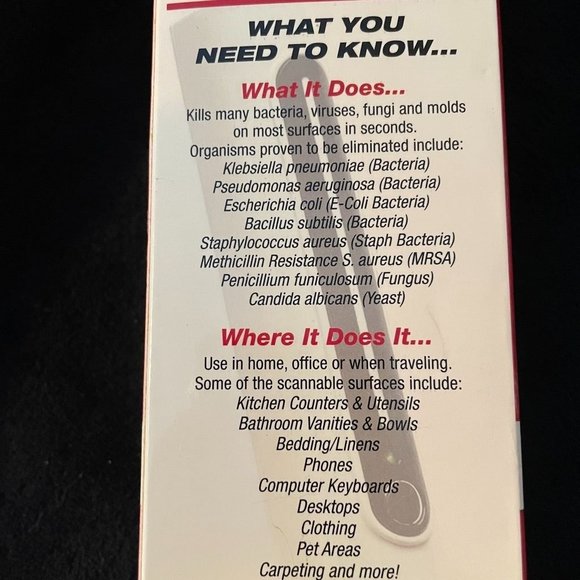 WHAT YOU
NEED TO KNOW...
What It Does...
Kills many bacteria, viruses, fungi and molds
on most surfaces in seconds.
Organisms proven to be eliminated include:
Klebsiella pneumoniae (Bacteria)
Pseudomonas aeruginosa (Bacteria)
Escherichia coli (E-Coli Bacteria)
Bacillus subtilis (Bacteria)
Staphylococcus aureus (Staph Bacteria)
Methicillin Resistance S. aureus (MRSA)
Penicillium funiculosum (Fungus)
Candida albicans (Yeast)
Where It Does It...
Use in home, office or when traveling.
Some of the scannable surfaces include:
Kitchen Counters & Utensils
Bathroom Vanities & Bowls
Bedding/Linens
Phones
Computer Keyboards
Desktops
Clothing
Pet Areas
Carpeting and more!